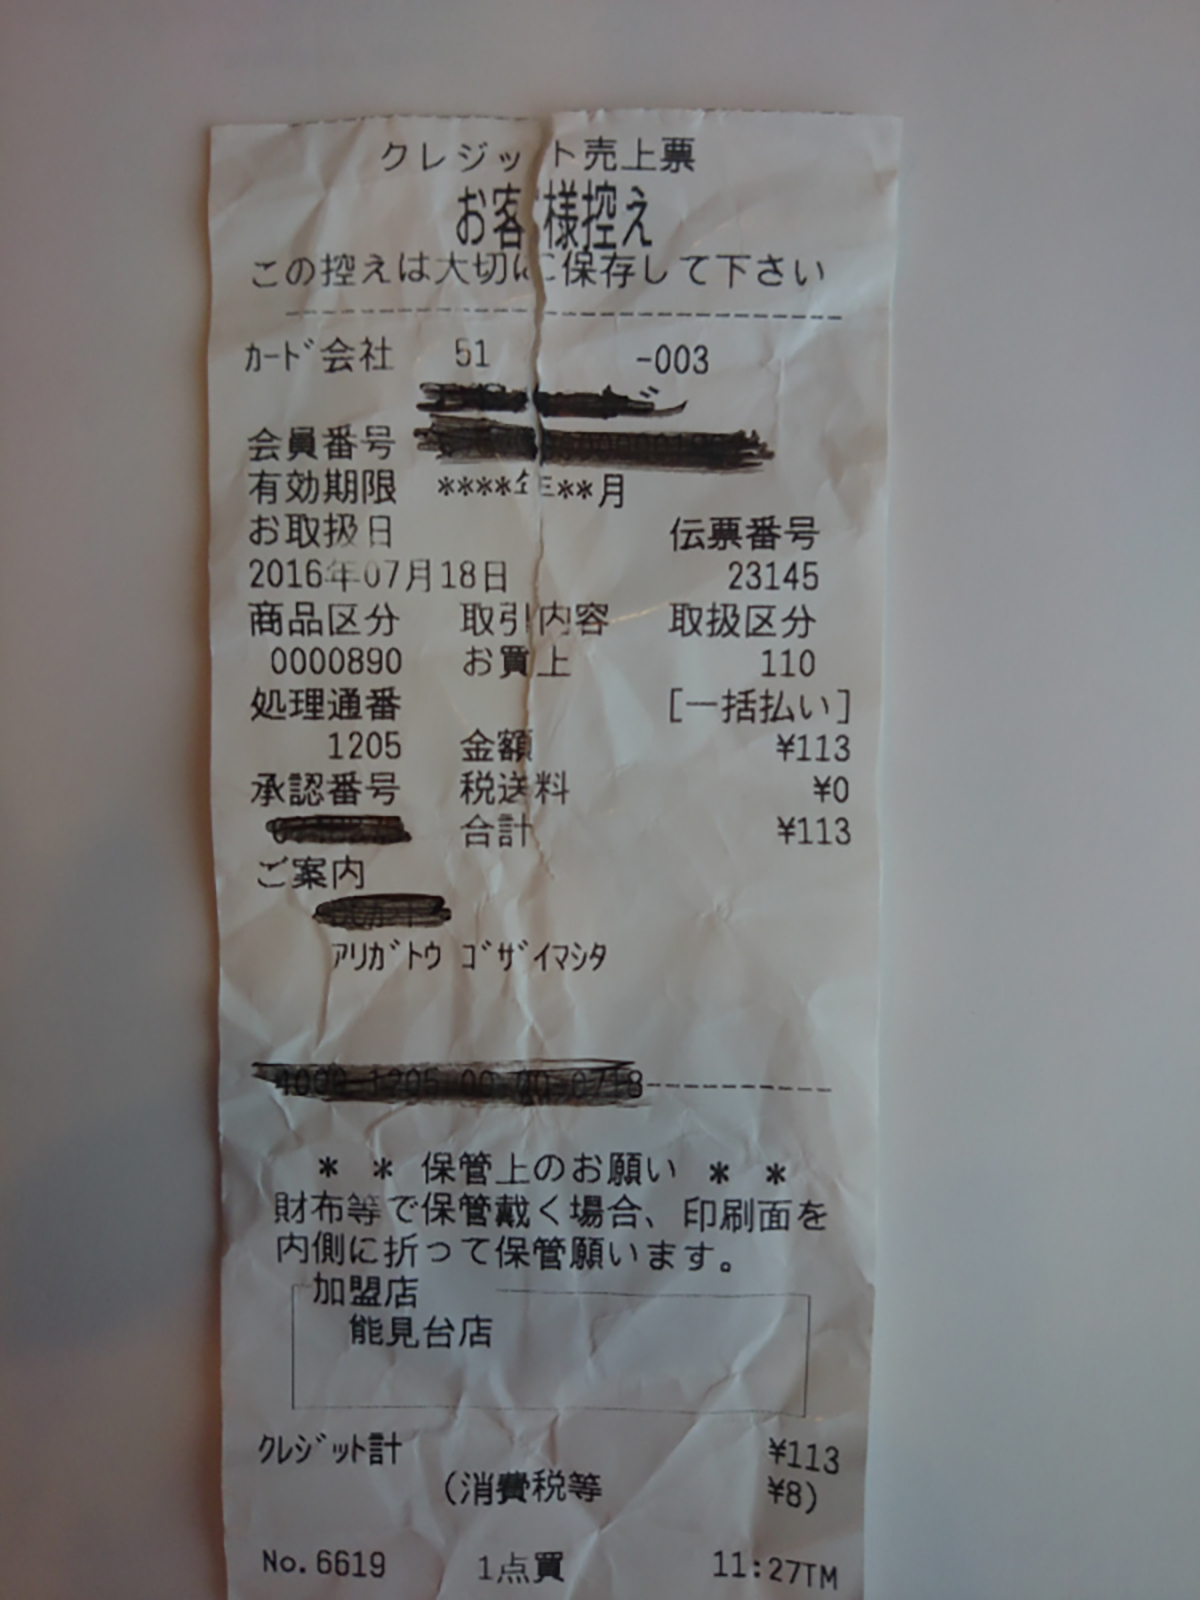 クレジット売上票
お客様控え
この控えは大切に保存して下さい
カード会社 51 -003
会員番号
有効期限 ****年**月
お取扱日 伝票番号
2016年07月18日 23145
商品区分 取引内容 取扱区分
0000890 お買上 110
処理通番 [一括払い]
1205 金額 ¥113
承認番号 税送料 ¥0
合計 ¥113
ご案内
アリガトウ ゴザイマシタ
* * 保管上のお願い * *
財布等で保管戴く場合、印刷面を
内側に折って保管願います。
加盟店
能見台店
クレジット計 ¥113
(消費税等 ¥8)
No.6619 1点買 11:27TM